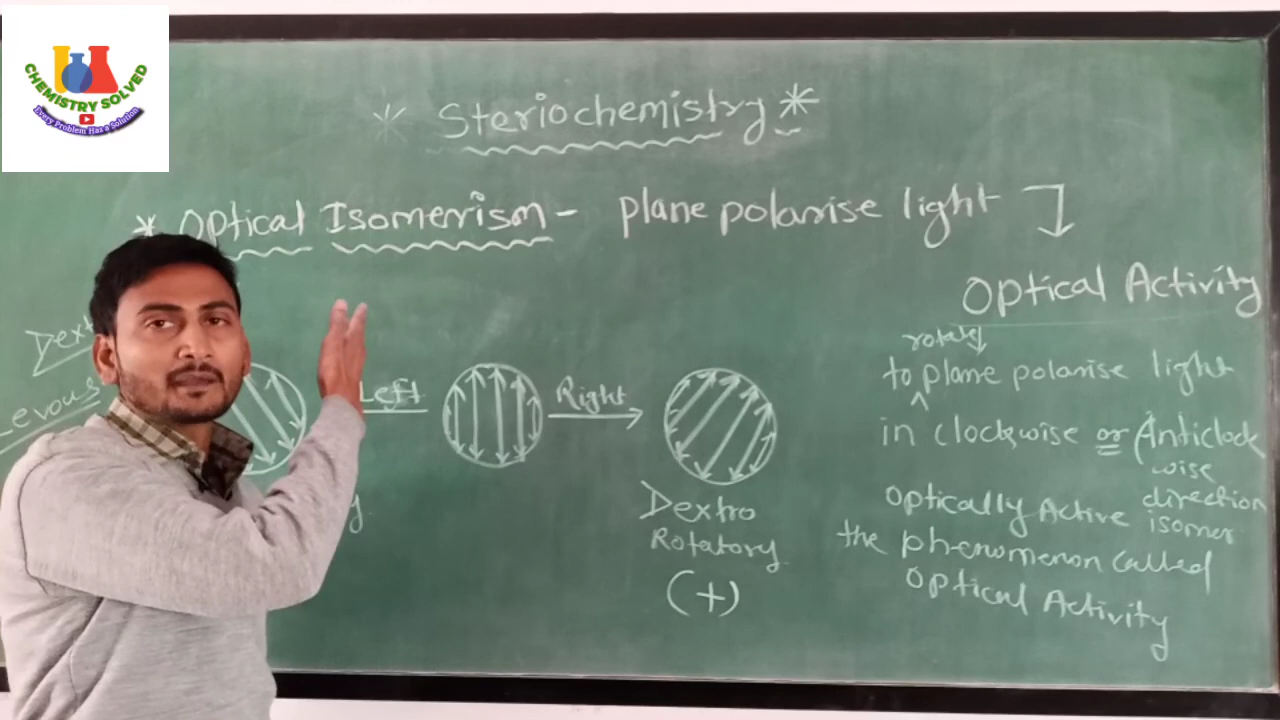 CHEMISTRY SOLVED
Every Problem Has a Solution
* Steriochemistry *
* Optical Isomerism - plane polarise light
Optical Activity
rotate
to plane polarise light
in clockwise or Anticlock
wise
direction
Optically Active isomer
the phenomenon called
Optical Activity
Left
Right
Dextro
Rotatory
(+)
Dext
Levous